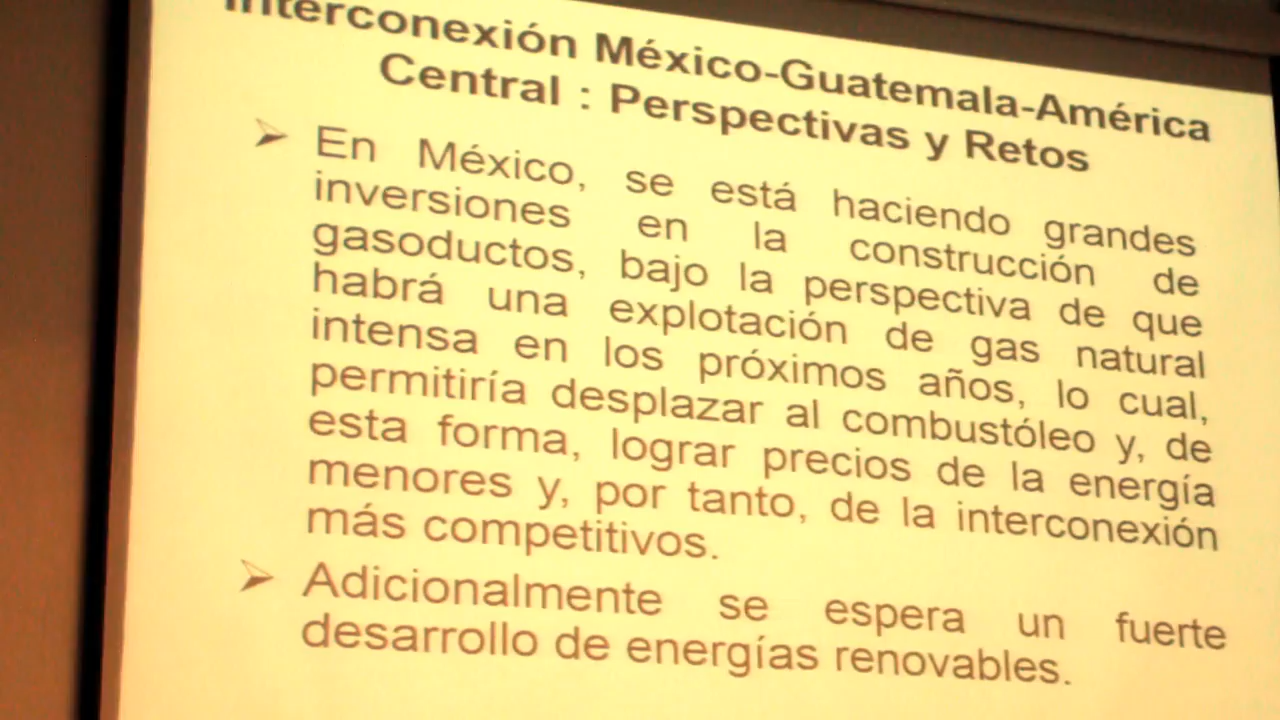 Interconexión México-Guatemala-América
Central : Perspectivas y Retos
➢ En México, se está haciendo grandes
inversiones en la construcción de
gasoductos, bajo la perspectiva de que
habrá una explotación de gas natural
intensa en los próximos años, lo cual,
permitiría desplazar al combustóleo y, de
esta forma, lograr precios de la energía
menores y, por tanto, de la interconexión
más competitivos.
➢ Adicionalmente se espera un fuerte
desarrollo de energías renovables.